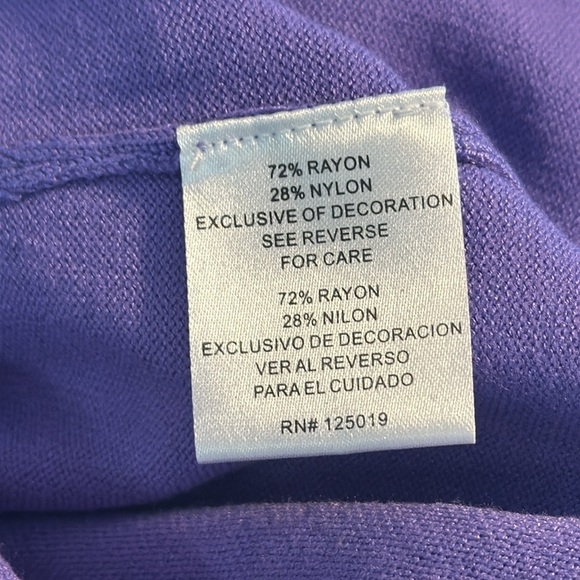 72% RAYON
28% NYLON
EXCLUSIVE OF DECORATION
SEE REVERSE
FOR CARE
72% RAYON
28% NILON
EXCLUSIVO DE DECORACION
VER AL REVERSO
PARA EL CUIDADO
RN# 125019